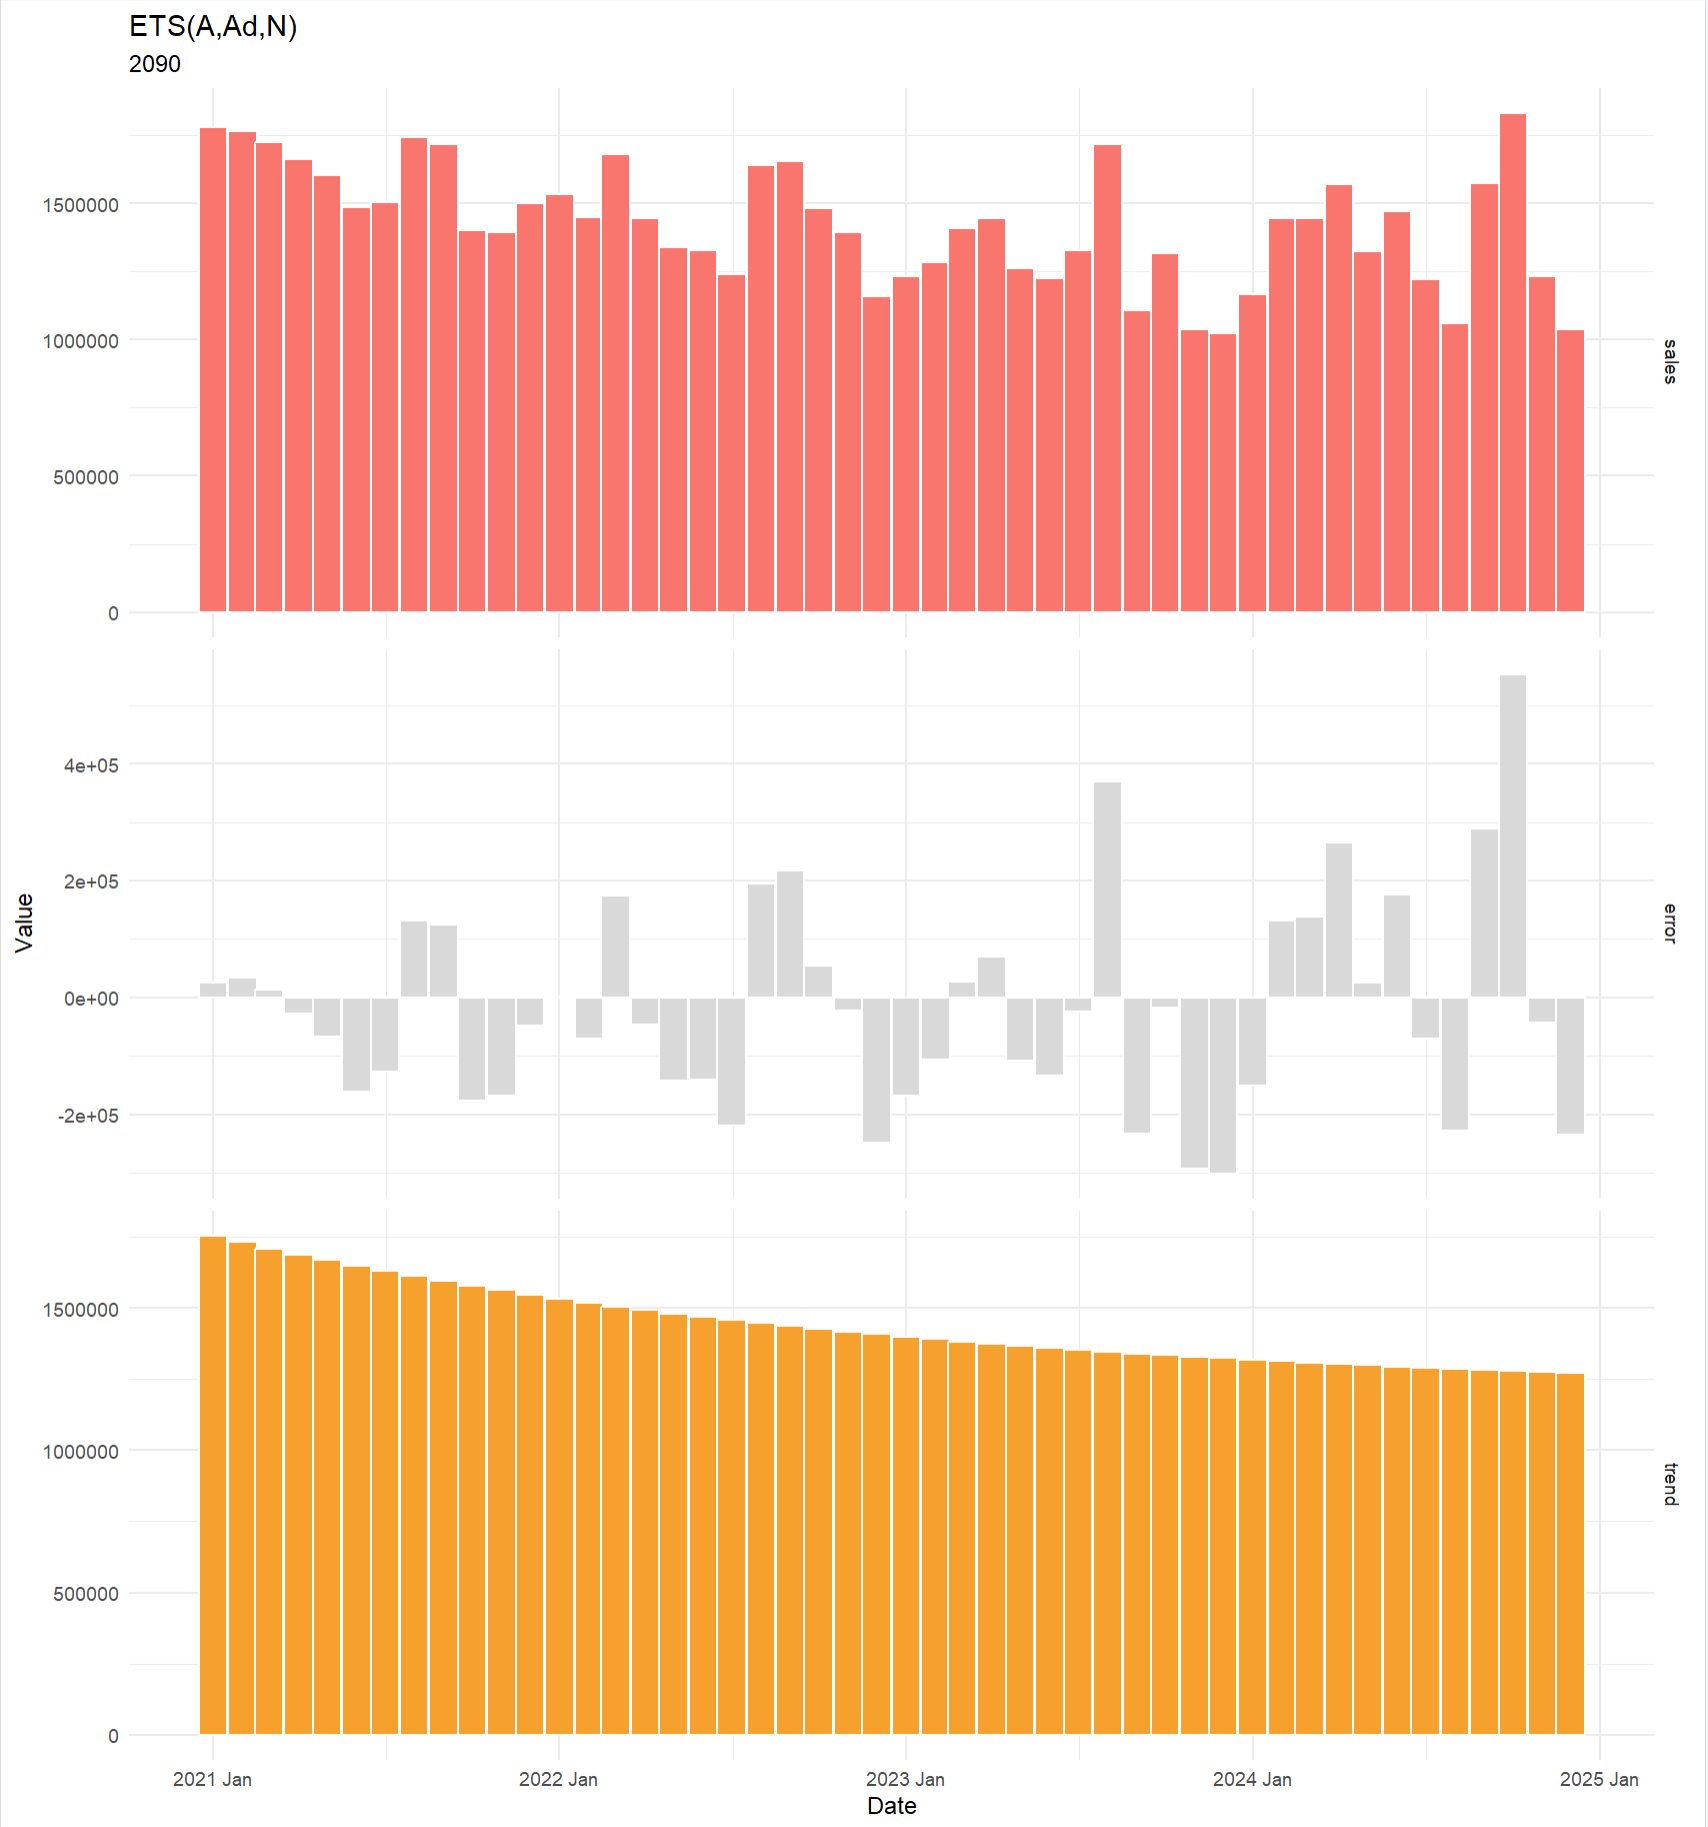 ETS(A,Ad,N)
2090
1500000
1000000
500000
0
sales
4e+05
2e+05
0e+00
-2e+05
error
Value
1500000
1000000
500000
0
trend
2021 Jan
2022 Jan
2023 Jan
2024 Jan
2025 Jan
Date